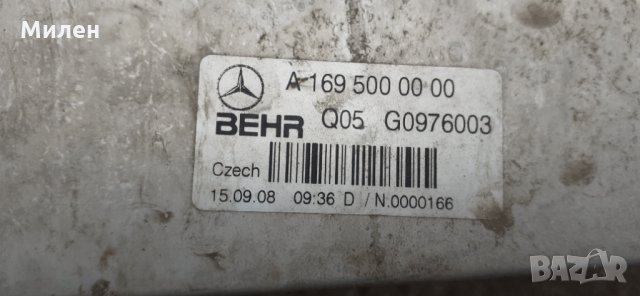 Милен
A 169 500 00 00
BEHR Q05 G0976003
Czech
15.09.08 09:36 D / N.0000166
BAZAR